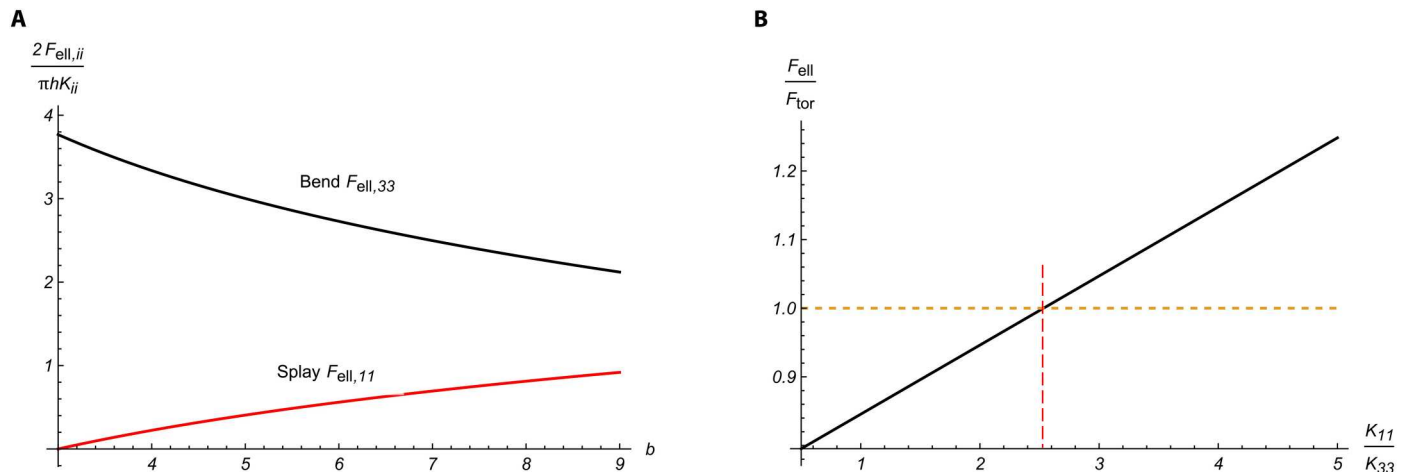 A
B
2 F_ell,ii
πhK_ii
F_ell
F_tor
4
3
2
1
Bend F_ell,33
Splay F_ell,11
4 5 6 7 8 9 b
1.2
1.1
1.0
0.9
1 2 3 4 5
K_11
K_33